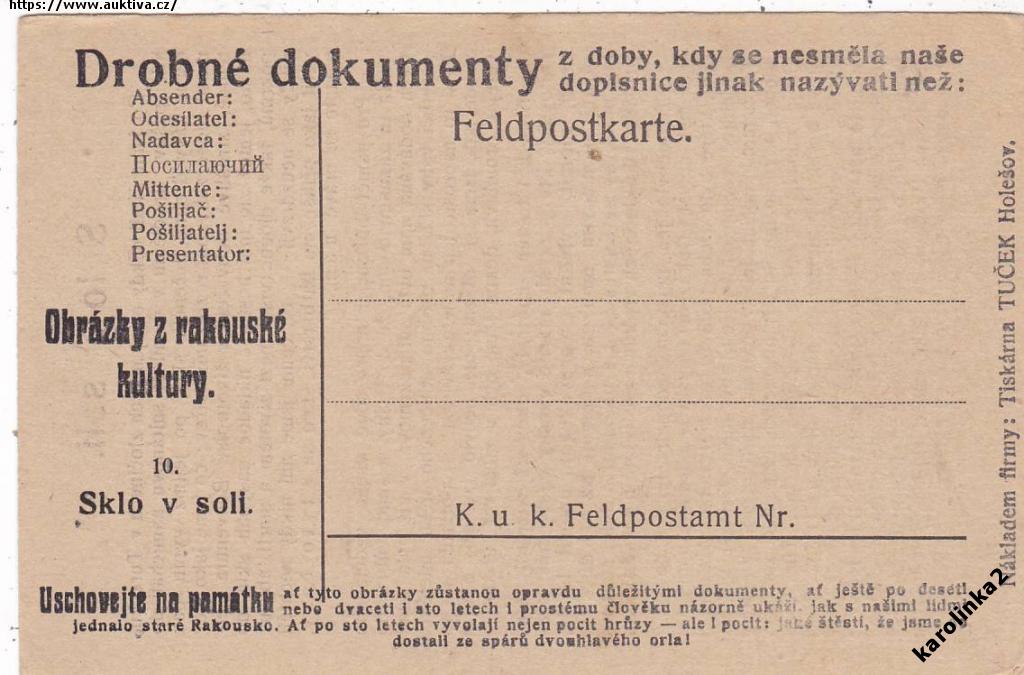 https://www.auktiva.cz/
Drobné dokumenty z doby, kdy se nesměla naše
dopisnice jinak nazývati než:
Feldpostkarte.
Absender:
Odesílatel:
Nadavca:
Посилаючий
Mittente:
Pošiljač:
Pošiljatelj:
Presentator:
Obrázky z rakouské
kultury.
10.
Sklo v soli.
K. u. k. Feldpostamt Nr.
Uschovejte na památku ať tyto obrázky zůstanou opravdu důležitými dokumenty, ať ještě po deseti
nebo dvaceti i sto letech i prostému člověku názorně ukáží, jak s našimi lidmi
jednalo staré Rakousko. Ať po sto letech vyvolají nejen pocit hrůzy — ale i pocit: jaké štěstí, že jsme
dostali ze spárů dvouhlavého orla!
Nákladem firmy: Tiskárna TUČEK Holešov.
karolinka2